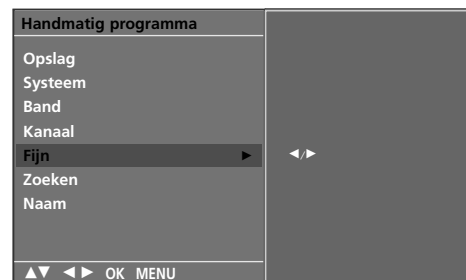 Handmatig programma
Opslag
Systeem
Band
Kanaal
Fijn ► ◄/►
Zoeken
Naam
▲▼ ◄► OK MENU